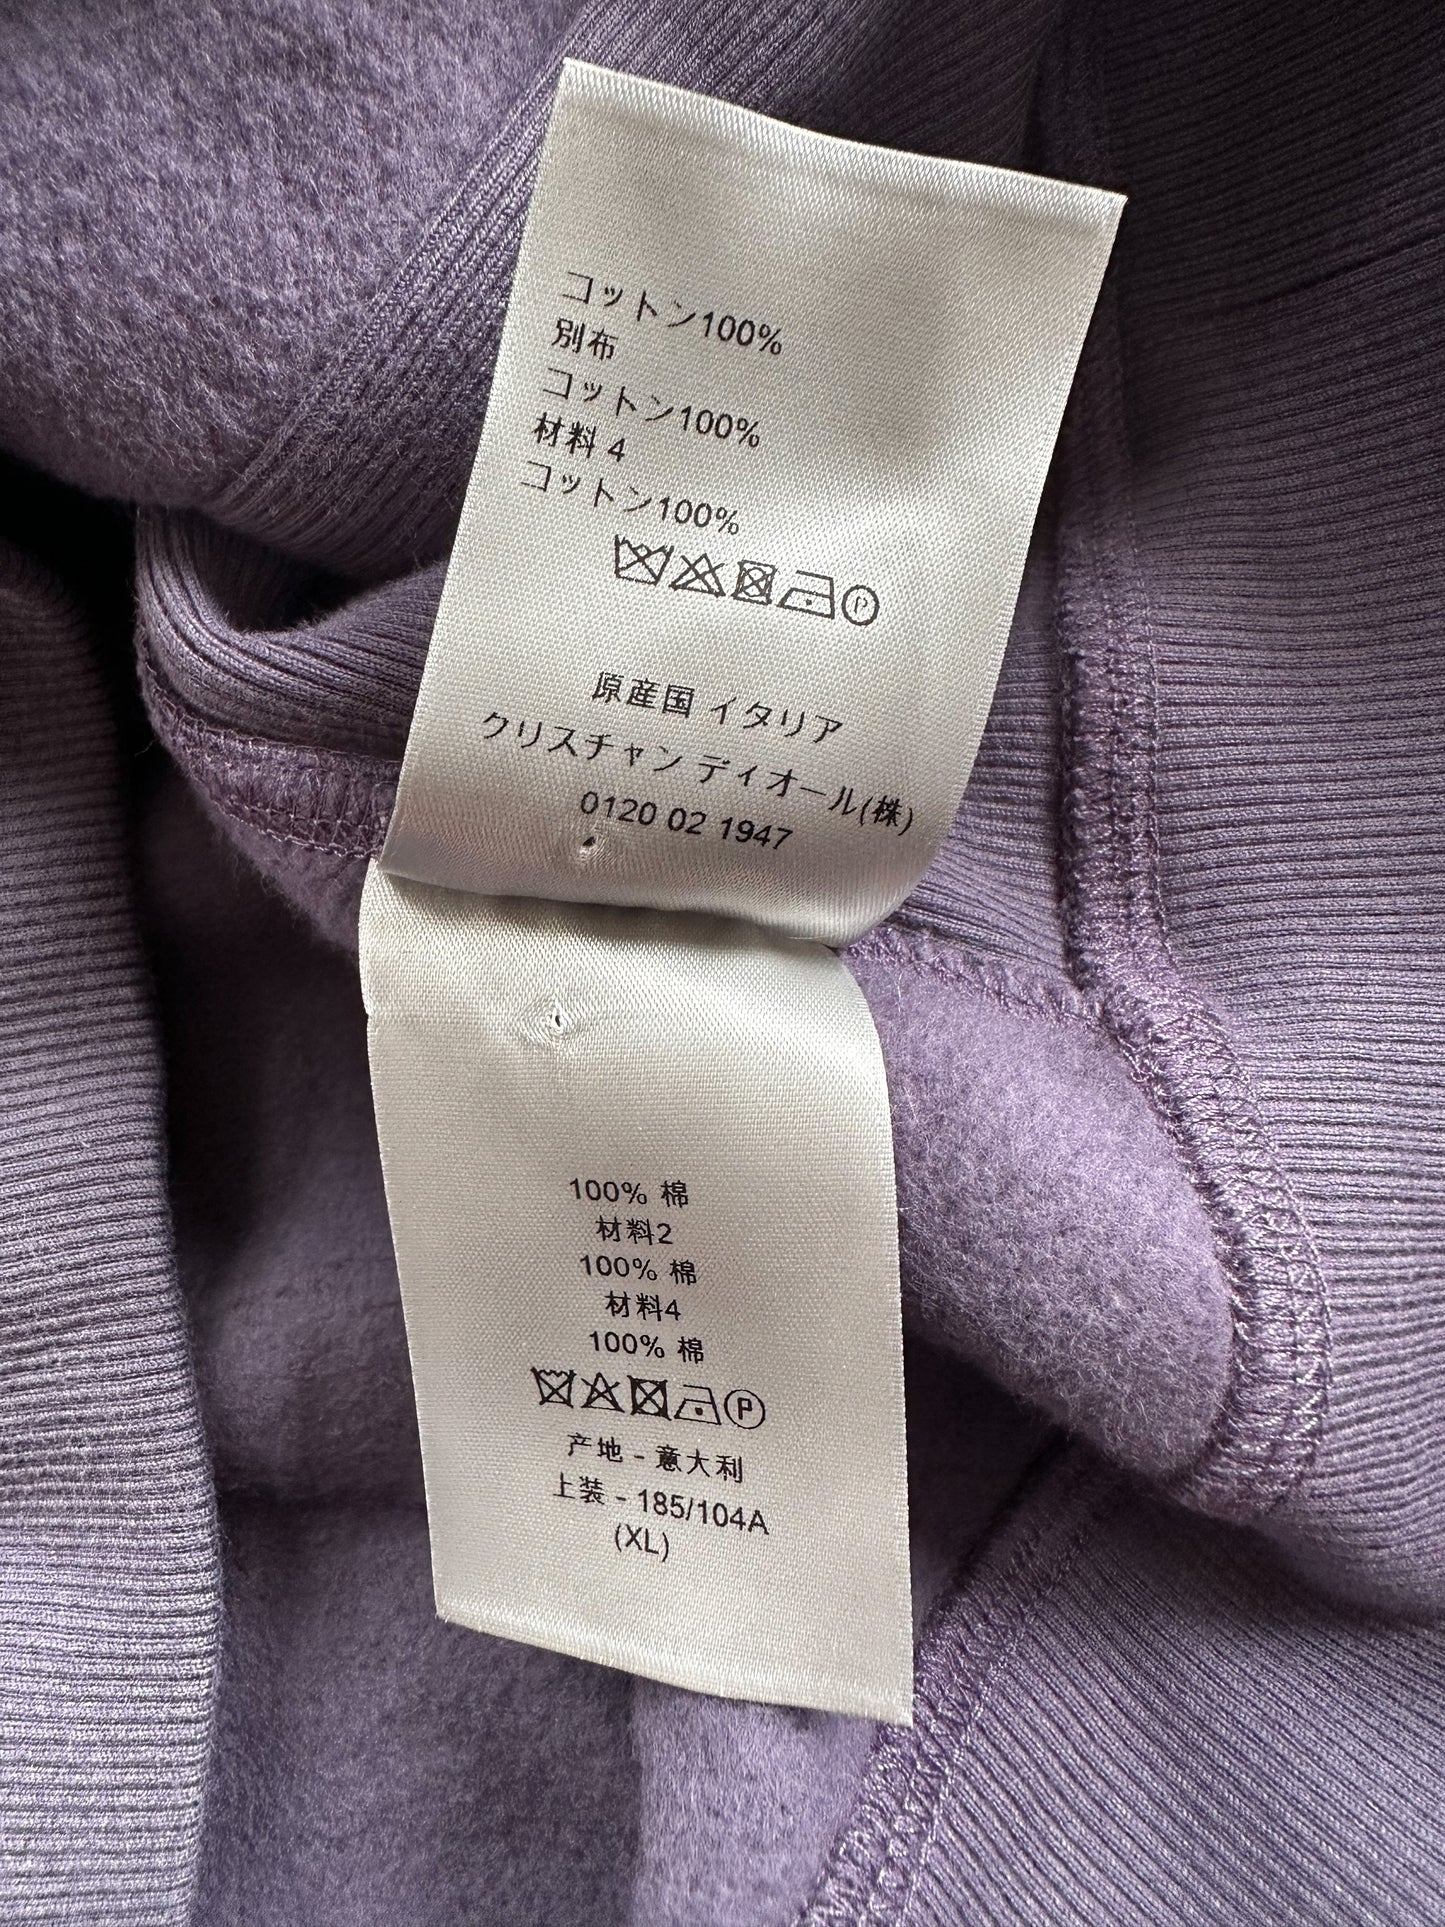 コットン100%
別布
コットン100%
材料 4
コットン100%
P
原産国 イタリア
クリスチャン ディオール(株)
0120 02 1947
100% 棉
材料2
100% 棉
材料4
100% 棉
P
产地 - 意大利
上装 - 185/104A
(XL)